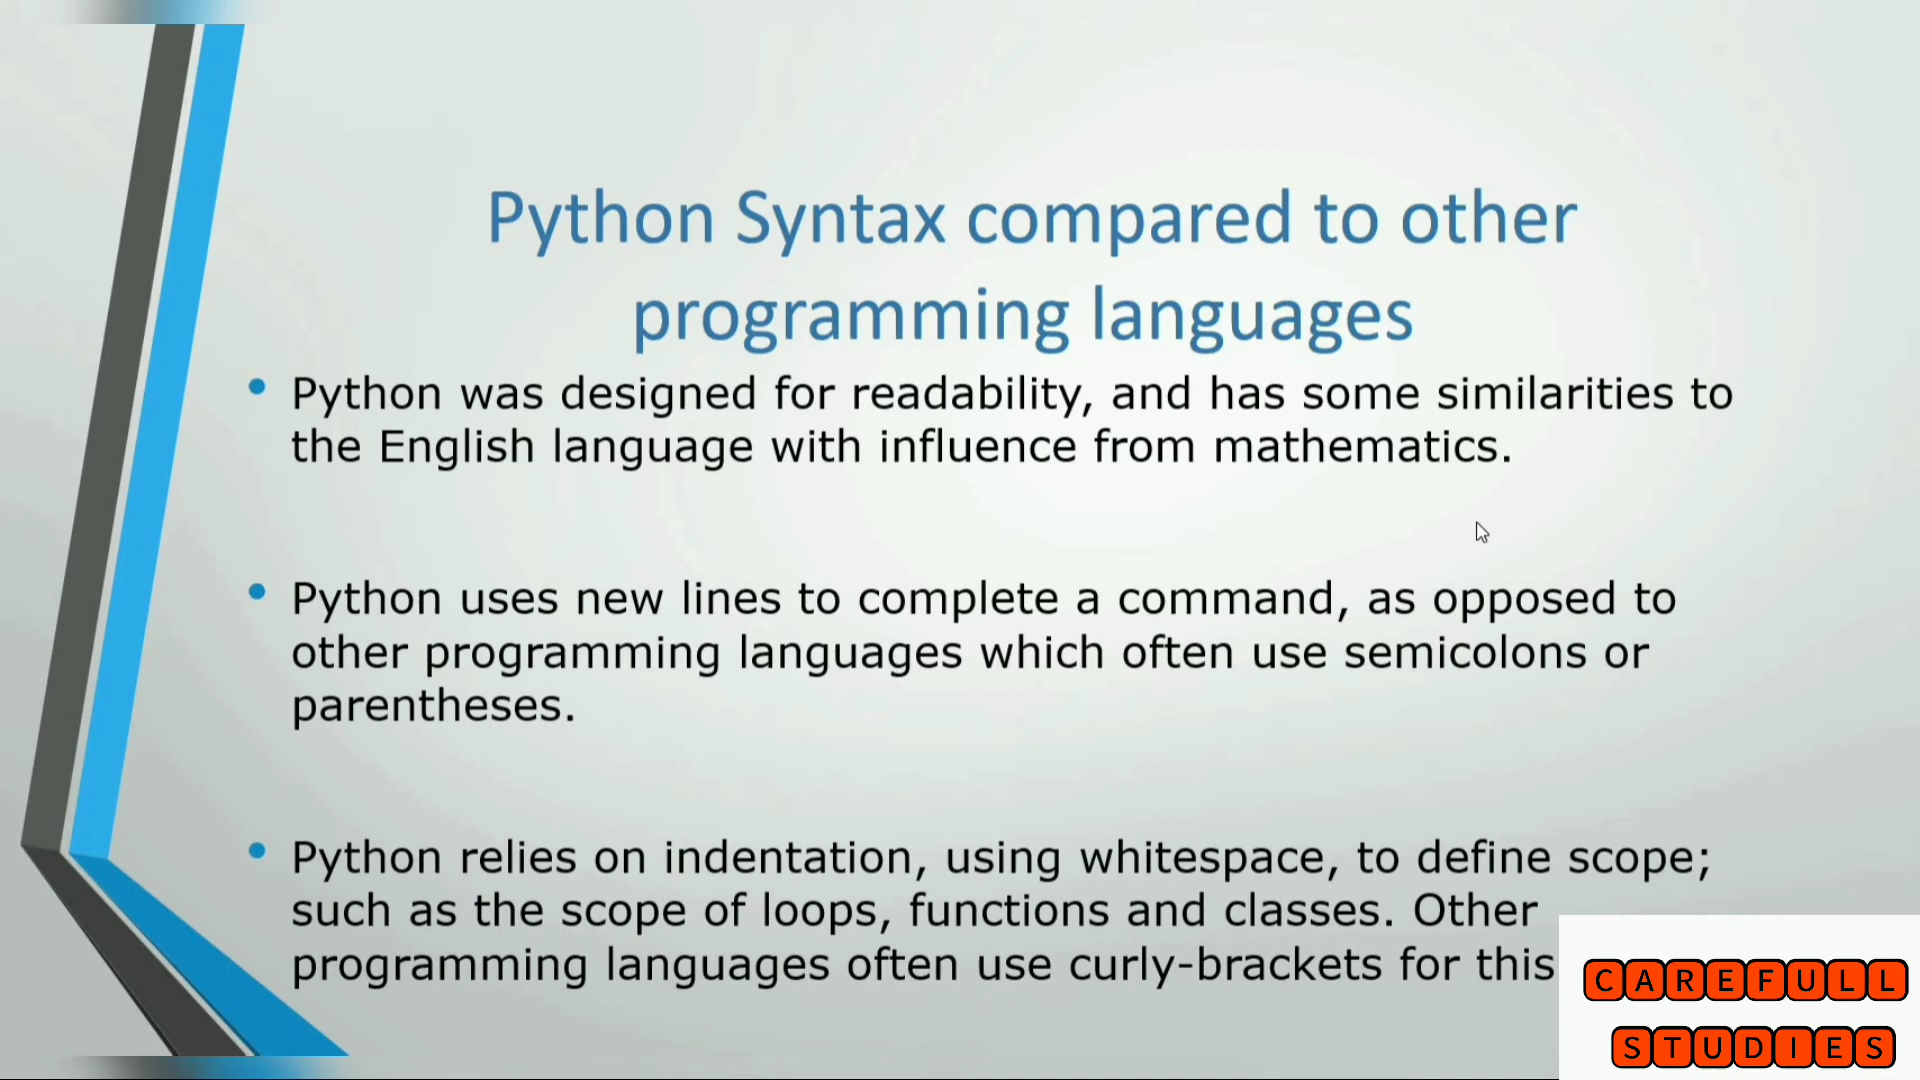 Python Syntax compared to other
programming languages
Python was designed for readability, and has some similarities to
the English language with influence from mathematics.
Python uses new lines to complete a command, as opposed to
other programming languages which often use semicolons or
parentheses.
Python relies on indentation, using whitespace, to define scope;
such as the scope of loops, functions and classes. Other
programming languages often use curly-brackets for this
CAREFULL
STUDIES